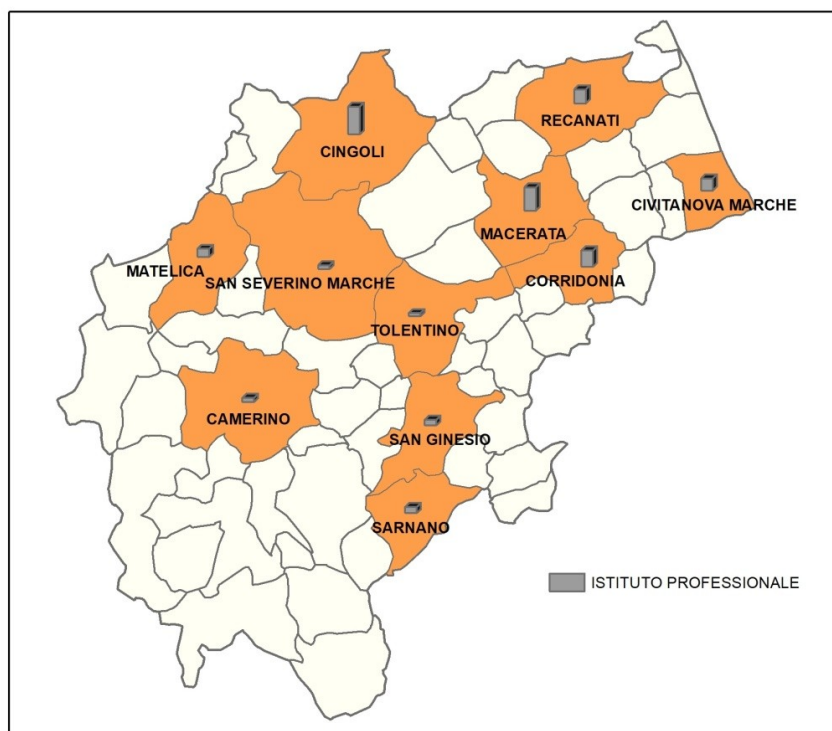 RECANATI
CINGOLI
CIVITANOVA MARCHE
MACERATA
MATELICA
SAN SEVERINO MARCHE
CORRIDONIA
TOLENTINO
CAMERINO
SAN GINESIO
SARNANO
ISTITUTO PROFESSIONALE